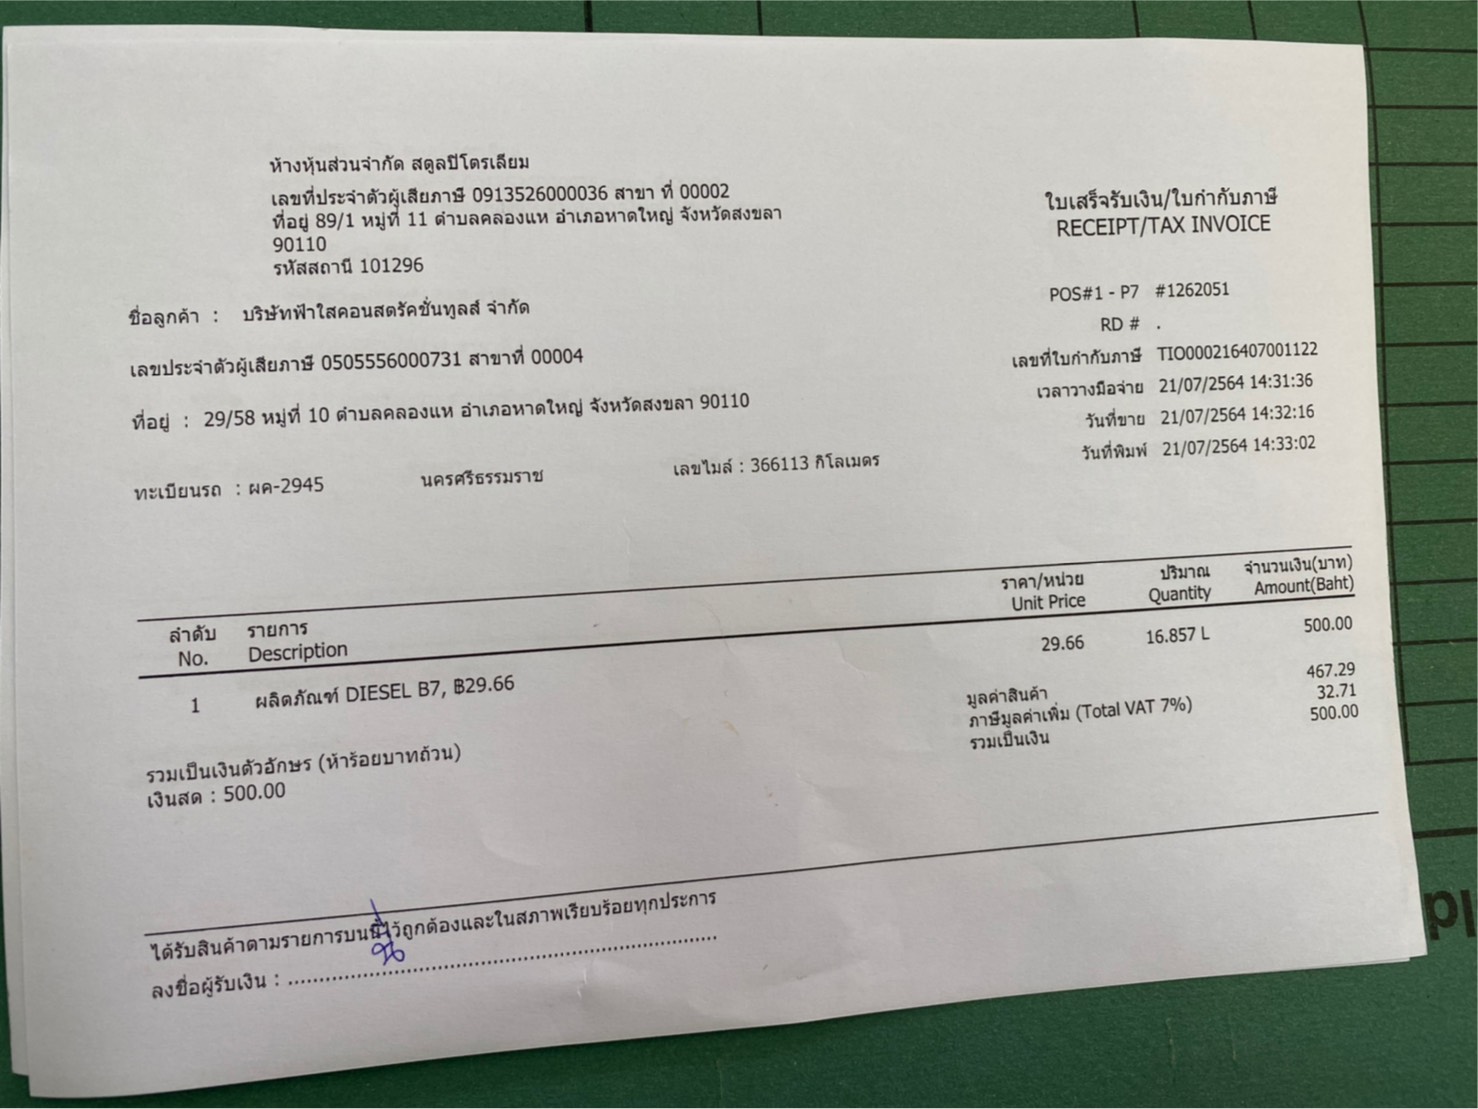 ห้างหุ้นส่วนจำกัด สตูลปิโตรเลียม
เลขที่ประจำตัวผู้เสียภาษี 0913526000036 สาขา ที่ 00002
ที่อยู่ 89/1 หมู่ที่ 11 ตำบลคลองแห อำเภอหาดใหญ่ จังหวัดสงขลา
90110
รหัสสถานี 101296
ใบเสร็จรับเงิน/ใบกำกับภาษี
RECEIPT/TAX INVOICE
ชื่อลูกค้า : บริษัทฟ้าใสคอนสตรัคชั่นทูลส์ จำกัด
เลขประจำตัวผู้เสียภาษี 0505556000731 สาขาที่ 00004
ที่อยู่ : 29/58 หมู่ที่ 10 ตำบลคลองแห อำเภอหาดใหญ่ จังหวัดสงขลา 90110
ทะเบียนรถ : ผค-2945 นครศรีธรรมราช เลขไมล์ : 366113 กิโลเมตร
POS#1 - P7 #1262051
RD # .
เลขที่ใบกำกับภาษี TIO000216407001122
เวลาวางมือจ่าย 21/07/2564 14:31:36
วันที่ขาย 21/07/2564 14:32:16
วันที่พิมพ์ 21/07/2564 14:33:02
ลำดับ รายการ ราคา/หน่วย ปริมาณ จำนวนเงิน(บาท)
No. Description Unit Price Quantity Amount(Baht)
1 ผลิตภัณฑ์ DIESEL B7, ฿29.66 29.66 16.857 L 500.00
มูลค่าสินค้า 467.29
ภาษีมูลค่าเพิ่ม (Total VAT 7%) 32.71
รวมเป็นเงิน 500.00
รวมเป็นเงินตัวอักษร (ห้าร้อยบาทถ้วน)
เงินสด : 500.00
ได้รับสินค้าตามรายการบนนี้ไว้ถูกต้องและในสภาพเรียบร้อยทุกประการ
ลงชื่อผู้รับเงิน : ....................................................................